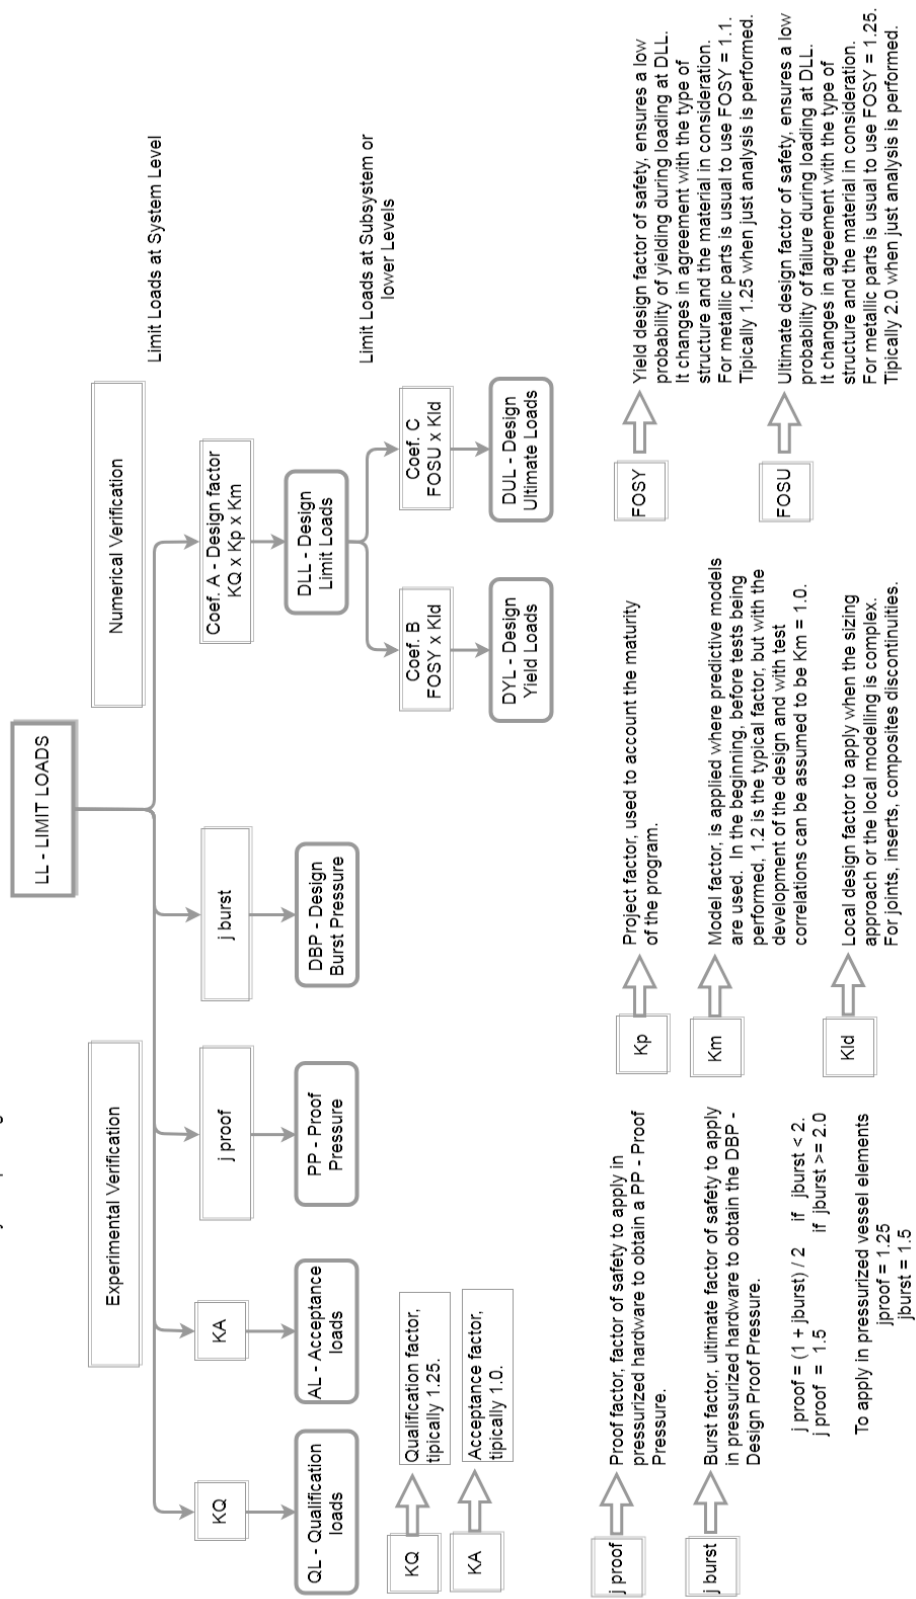 LL - LIMIT LOADS
Experimental Verification
Numerical Verification
Limit Loads at System Level
KQ
KA
j proof
j burst
Coef. A - Design factor
KQ x Kp x Km
QL - Qualification
loads
AL - Acceptance
loads
PP - Proof
Pressure
DBP - Design
Burst Pressure
DLL - Design
Limit Loads
Limit Loads at Subsystem or
lower Levels
Coef. B
FOSY x Kld
Coef. C
FOSU x Kld
DYL - Design
Yield Loads
DUL - Design
Ultimate Loads
KQ
Qualification factor,
tipically 1.25.
KA
Acceptance factor,
tipically 1.0.
j proof
Proof factor, factor of safety to apply in
pressurized hardware to obtain a PP - Proof
Pressure.
j burst
Burst factor, ultimate factor of safety to apply
in pressurized hardware to obtain the DBP -
Design Proof Pressure.
j proof = (1 + jburst) / 2 if jburst < 2.
j proof = 1.5 if jburst >= 2.0
To apply in pressurized vessel elements
jproof = 1.25
jburst = 1.5
Kp
Project factor, used to account the maturity
of the program.
Km
Model factor, is applied where predictive models
are used. In the beginning, before tests being
performed, 1.2 is the typical factor, but with the
development of the design and with test
correlations can be assumed to be Km = 1.0.
Kld
Local design factor to apply when the sizing
approach or the local modelling is complex.
For joints, inserts, composites discontinuities.
FOSY
Yield design factor of safety, ensures a low
probability of yielding during loading at DLL.
It changes in agreement with the type of
structure and the material in consideration.
For metallic parts is usual to use FOSY = 1.1.
Tipically 1.25 when just analysis is performed.
FOSU
Ultimate design factor of safety, ensures a low
probability of failure during loading at DLL.
It changes in agreement with the type of
structure and the material in consideration.
For metallic parts is usual to use FOSY = 1.25.
Tipically 2.0 when just analysis is performed.